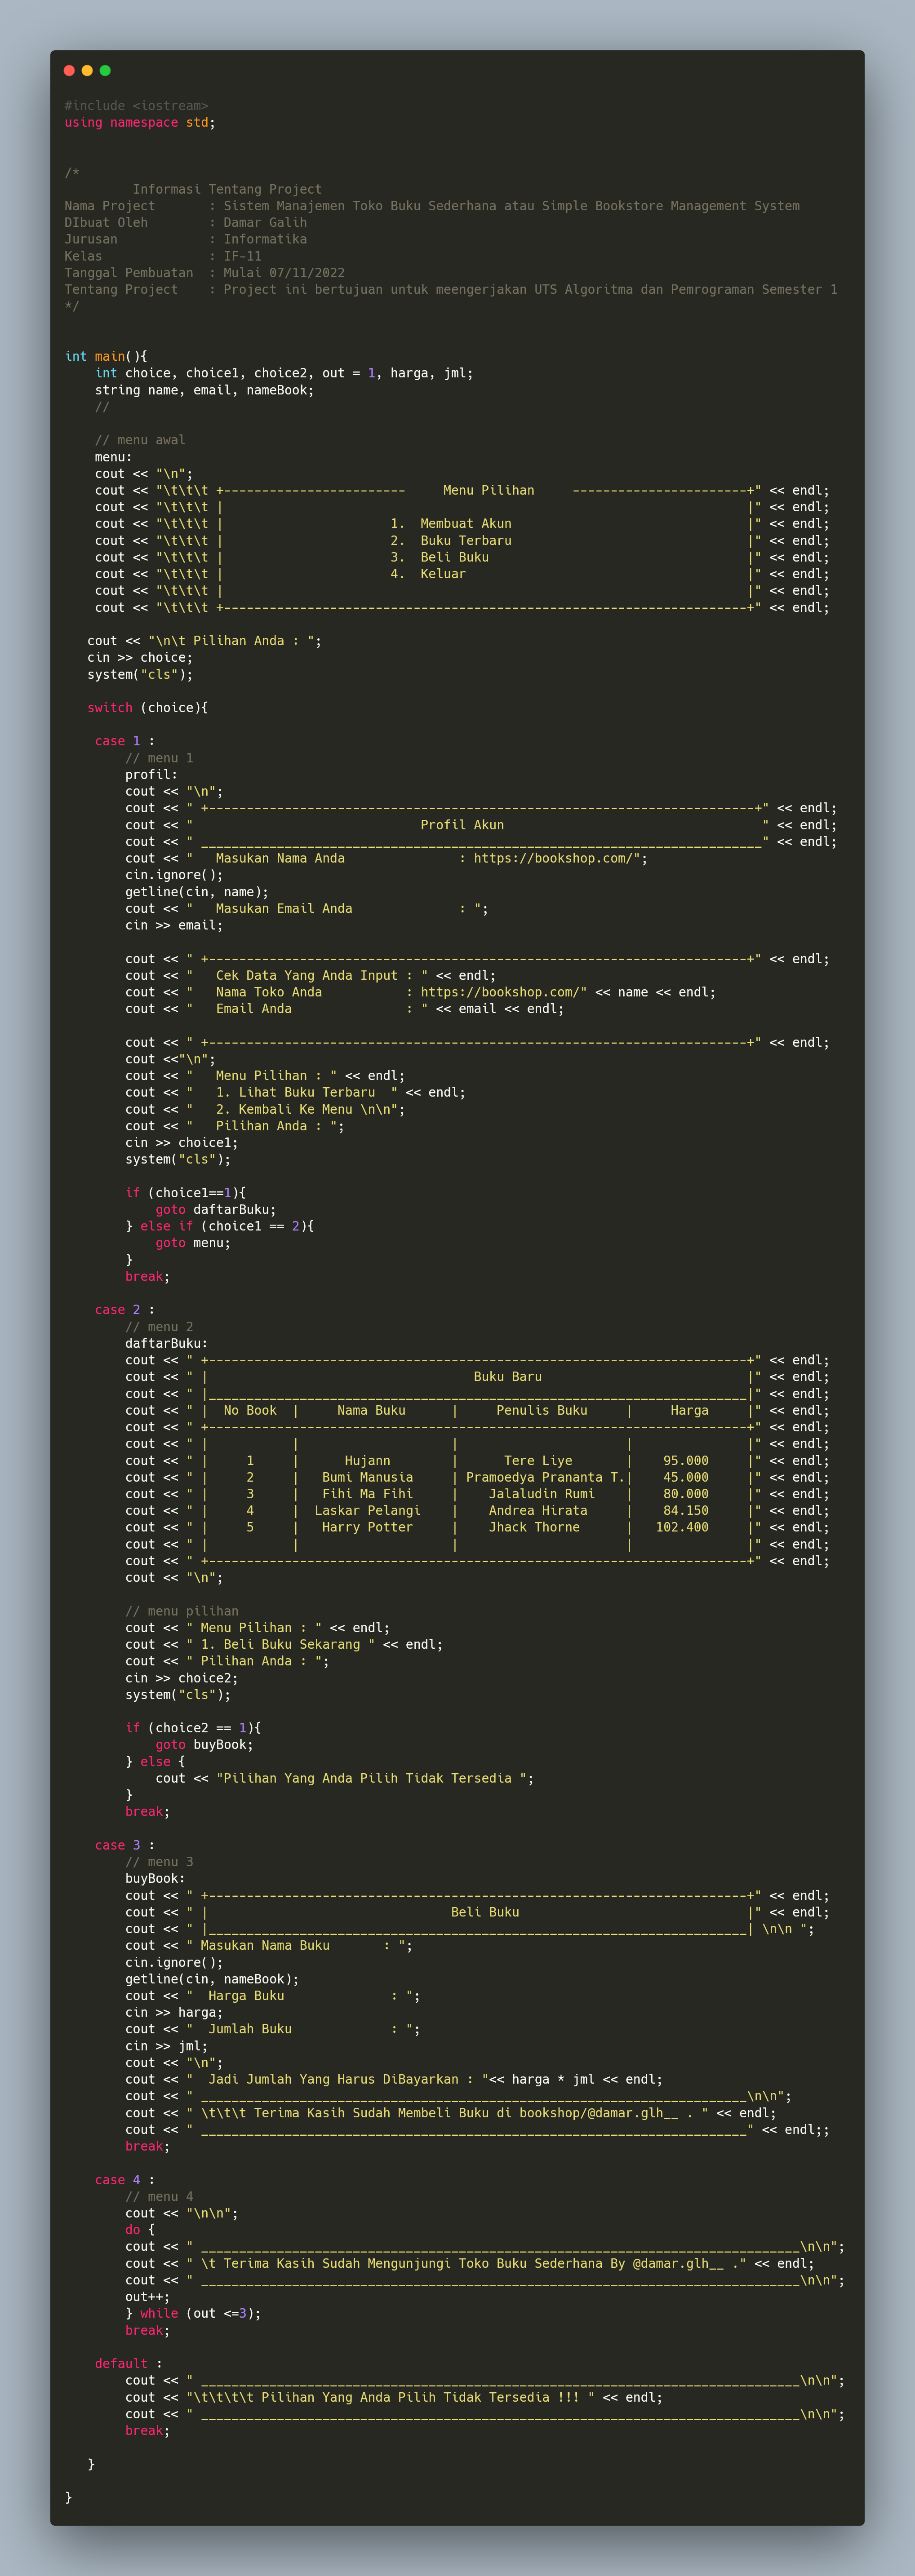 #include <iostream>
using namespace std;
/*
         Informasi Tentang Project
Nama Project       : Sistem Manajemen Toko Buku Sederhana atau Simple Bookstore Management System
DIbuat Oleh        : Damar Galih
Jurusan            : Informatika
Kelas              : IF-11
Tanggal Pembuatan  : Mulai 07/11/2022
Tentang Project    : Project ini bertujuan untuk meengerjakan UTS Algoritma dan Pemrograman Semester 1
*/
int main(){
    int choice, choice1, choice2, out = 1, harga, jml;
    string name, email, nameBook;
    //
    // menu awal
    menu:
    cout << "\n";
    cout << "\t\t\t +------------------------     Menu Pilihan     -----------------------+" << endl;
    cout << "\t\t\t |                                                                     |" << endl;
    cout << "\t\t\t |                      1.  Membuat Akun                               |" << endl;
    cout << "\t\t\t |                      2.  Buku Terbaru                               |" << endl;
    cout << "\t\t\t |                      3.  Beli Buku                                  |" << endl;
    cout << "\t\t\t |                      4.  Keluar                                     |" << endl;
    cout << "\t\t\t |                                                                     |" << endl;
    cout << "\t\t\t +---------------------------------------------------------------------+" << endl;
   cout << "\n\t Pilihan Anda : ";
   cin >> choice;
   system("cls");
   switch (choice){
    case 1 :
        // menu 1
        profil:
        cout << "\n";
        cout << " +------------------------------------------------------------------------+" << endl;
        cout << "                              Profil Akun                                  " << endl;
        cout << " __________________________________________________________________________" << endl;
        cout << "   Masukan Nama Anda               : https://bookshop.com/";
        cin.ignore();
        getline(cin, name);
        cout << "   Masukan Email Anda              : ";
        cin >> email;
        cout << " +-----------------------------------------------------------------------+" << endl;
        cout << "   Cek Data Yang Anda Input : " << endl;
        cout << "   Nama Toko Anda           : https://bookshop.com/" << name << endl;
        cout << "   Email Anda               : " << email << endl;
        cout << " +-----------------------------------------------------------------------+" << endl;
        cout <<"\n";
        cout << "   Menu Pilihan : " << endl;
        cout << "   1. Lihat Buku Terbaru  " << endl;
        cout << "   2. Kembali Ke Menu \n\n";
        cout << "   Pilihan Anda : ";
        cin >> choice1;
        system("cls");
        if (choice1==1){
            goto daftarBuku;
        } else if (choice1 == 2){
            goto menu;
        }
        break;
    case 2 :
        // menu 2
        daftarBuku:
        cout << " +-----------------------------------------------------------------------+" << endl;
        cout << " |                                   Buku Baru                           |" << endl;
        cout << " |_______________________________________________________________________|" << endl;
        cout << " |  No Book  |     Nama Buku      |     Penulis Buku     |     Harga     |" << endl;
        cout << " +-----------------------------------------------------------------------+" << endl;
        cout << " |           |                    |                      |               |" << endl;
        cout << " |     1     |      Hujann        |      Tere Liye       |    95.000     |" << endl;
        cout << " |     2     |   Bumi Manusia     | Pramoedya Prananta T.|    45.000     |" << endl;
        cout << " |     3     |   Fihi Ma Fihi     |    Jalaludin Rumi    |    80.000     |" << endl;
        cout << " |     4     |  Laskar Pelangi    |    Andrea Hirata     |    84.150     |" << endl;
        cout << " |     5     |   Harry Potter     |    Jhack Thorne      |   102.400     |" << endl;
        cout << " |           |                    |                      |               |" << endl;
        cout << " +-----------------------------------------------------------------------+" << endl;
        cout << "\n";
        // menu pilihan
        cout << " Menu Pilihan : " << endl;
        cout << " 1. Beli Buku Sekarang " << endl;
        cout << " Pilihan Anda : ";
        cin >> choice2;
        system("cls");
        if (choice2 == 1){
            goto buyBook;
        } else {
            cout << "Pilihan Yang Anda Pilih Tidak Tersedia ";
        }
        break;
    case 3 :
        // menu 3
        buyBook:
        cout << " +-----------------------------------------------------------------------+" << endl;
        cout << " |                                Beli Buku                              |" << endl;
        cout << " |_______________________________________________________________________| \n\n ";
        cout << " Masukan Nama Buku       : ";
        cin.ignore();
        getline(cin, nameBook);
        cout << "  Harga Buku              : ";
        cin >> harga;
        cout << "  Jumlah Buku             : ";
        cin >> jml;
        cout << "\n";
        cout << "  Jadi Jumlah Yang Harus DiBayarkan : "<< harga * jml << endl;
        cout << " ________________________________________________________________________\n\n";
        cout << " \t\t\t Terima Kasih Sudah Membeli Buku di bookshop/@damar.glh__ . " << endl;
        cout << " ________________________________________________________________________" << endl;;
        break;
    case 4 :
        // menu 4
        cout << "\n\n";
        do {
        cout << " _______________________________________________________________________________\n\n";
        cout << " \t Terima Kasih Sudah Mengunjungi Toko Buku Sederhana By @damar.glh__ ." << endl;
        cout << " _______________________________________________________________________________\n\n";
        out++;
        } while (out <=3);
        break;
    default :
        cout << " _______________________________________________________________________________\n\n";
        cout << "\t\t\t\t Pilihan Yang Anda Pilih Tidak Tersedia !!! " << endl;
        cout << " _______________________________________________________________________________\n\n";
        break;
   }
}